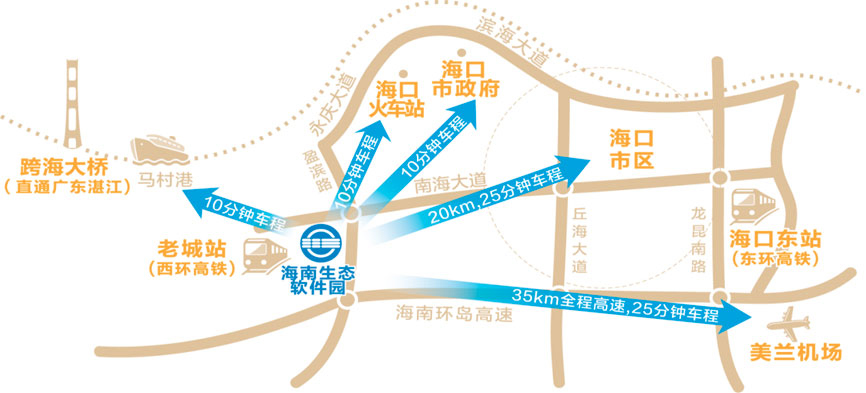 滨海大道
永庆大道
海口
市政府
海口
火车站
跨海大桥
(直通广东湛江)
马村港
盈滨路
10分钟车程
10分钟车程
10分钟车程
海口
市区
南海大道
20km,25分钟车程
老城站
(西环高铁)
海南生态
软件园
丘海大道
龙昆南路
海口东站
(东环高铁)
35km全程高速,25分钟车程
海南环岛高速
美兰机场